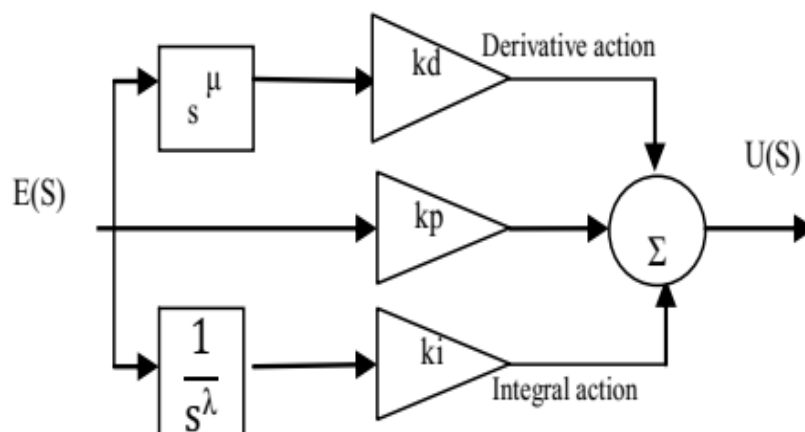 Derivative action
kd
s^μ
U(S)
E(S)
kp
Σ
1
s^λ
ki
Integral action